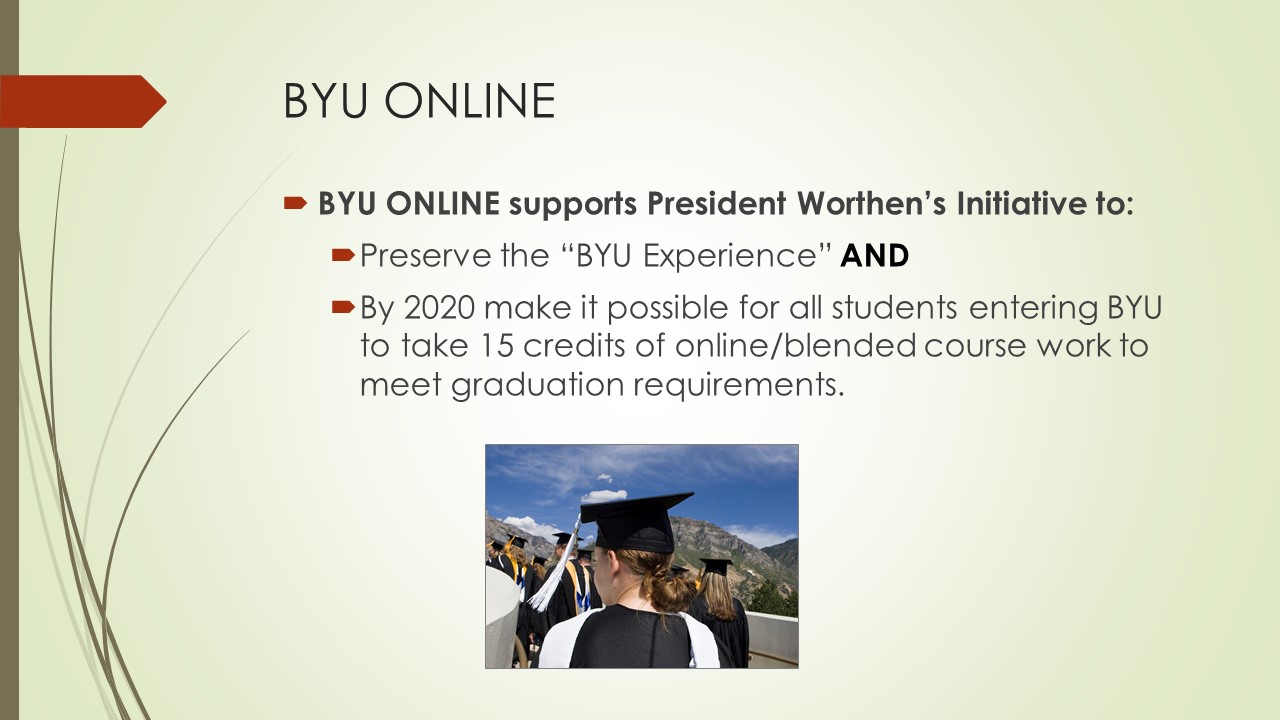 BYU ONLINE
BYU ONLINE supports President Worthen’s Initiative to:
Preserve the “BYU Experience” AND
By 2020 make it possible for all students entering BYU
to take 15 credits of online/blended course work to
meet graduation requirements.